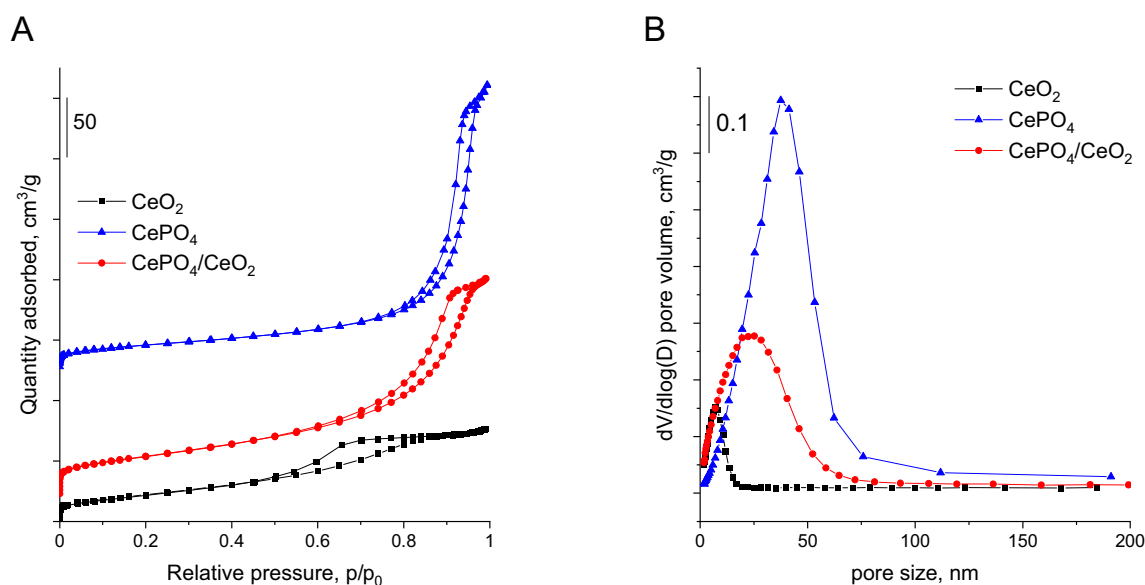 A
50
CeO₂
CePO₄
CePO₄/CeO₂
Quantity adsorbed, cm³/g
0 0.2 0.4 0.6 0.8 1
Relative pressure, p/p₀
B
0.1
CeO₂
CePO₄
CePO₄/CeO₂
dV/dlog(D) pore volume, cm³/g
0 50 100 150 200
pore size, nm